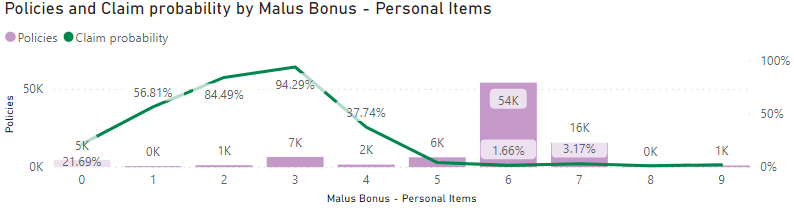 Policies and Claim probability by Malus Bonus - Personal Items
Policies Claim probability
Policies
50K
0K
100%
50%
0%
5K
21.69%
56.81%
0K
84.49%
1K
94.29%
7K
37.74%
2K
6K
54K
1.66%
16K
3.17%
0K
1K
0 1 2 3 4 5 6 7 8 9
Malus Bonus - Personal Items